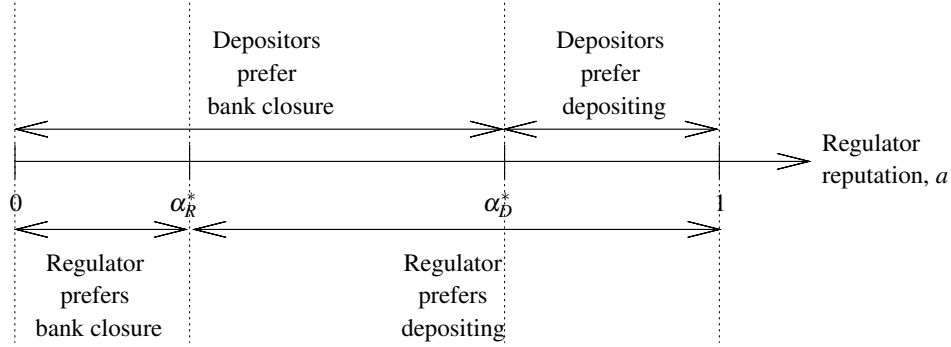 Depositors
prefer
bank closure
Depositors
prefer
depositing
Regulator
reputation, a
0
α*R
α*D
1
Regulator
prefers
bank closure
Regulator
prefers
depositing